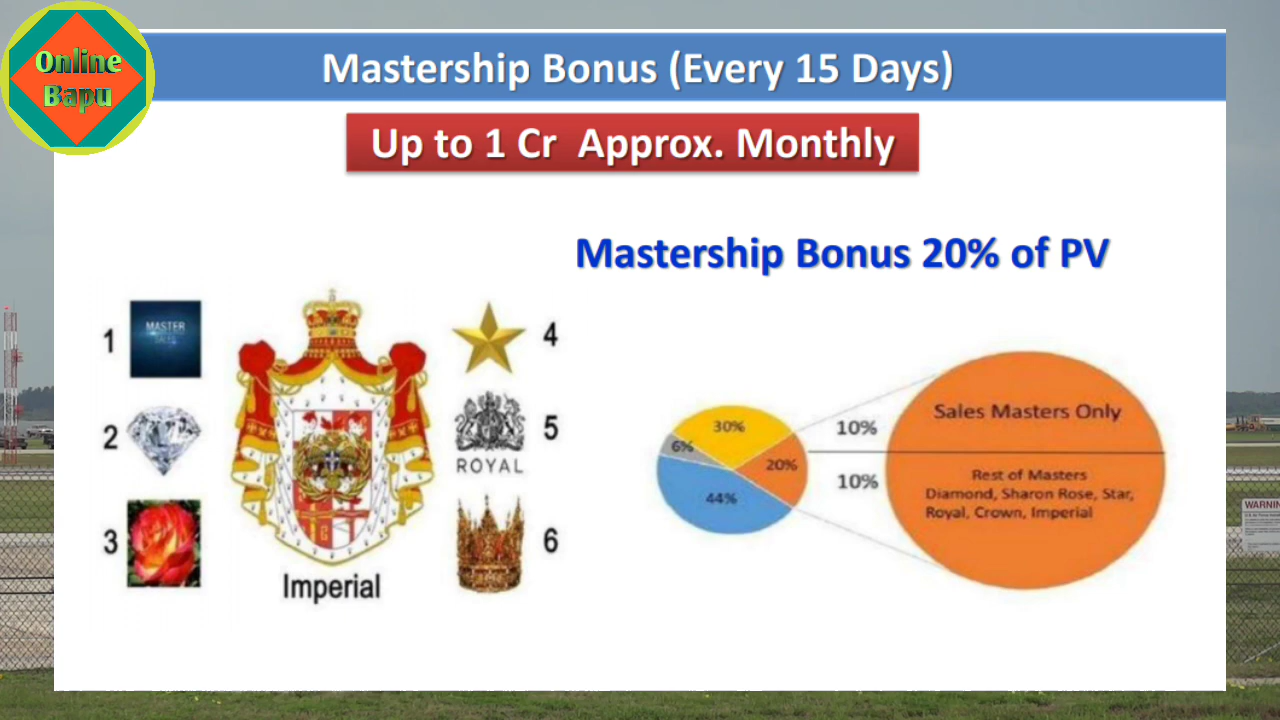 Online
Bapu
Mastership Bonus (Every 15 Days)
Up to 1 Cr Approx. Monthly
Mastership Bonus 20% of PV
1
MASTER
SALES
2
3
Imperial
4
5
ROYAL
6
30%
6%
20%
44%
10%
10%
Sales Masters Only
Rest of Masters
Diamond, Sharon Rose, Star,
Royal, Crown, Imperial
WARNIN